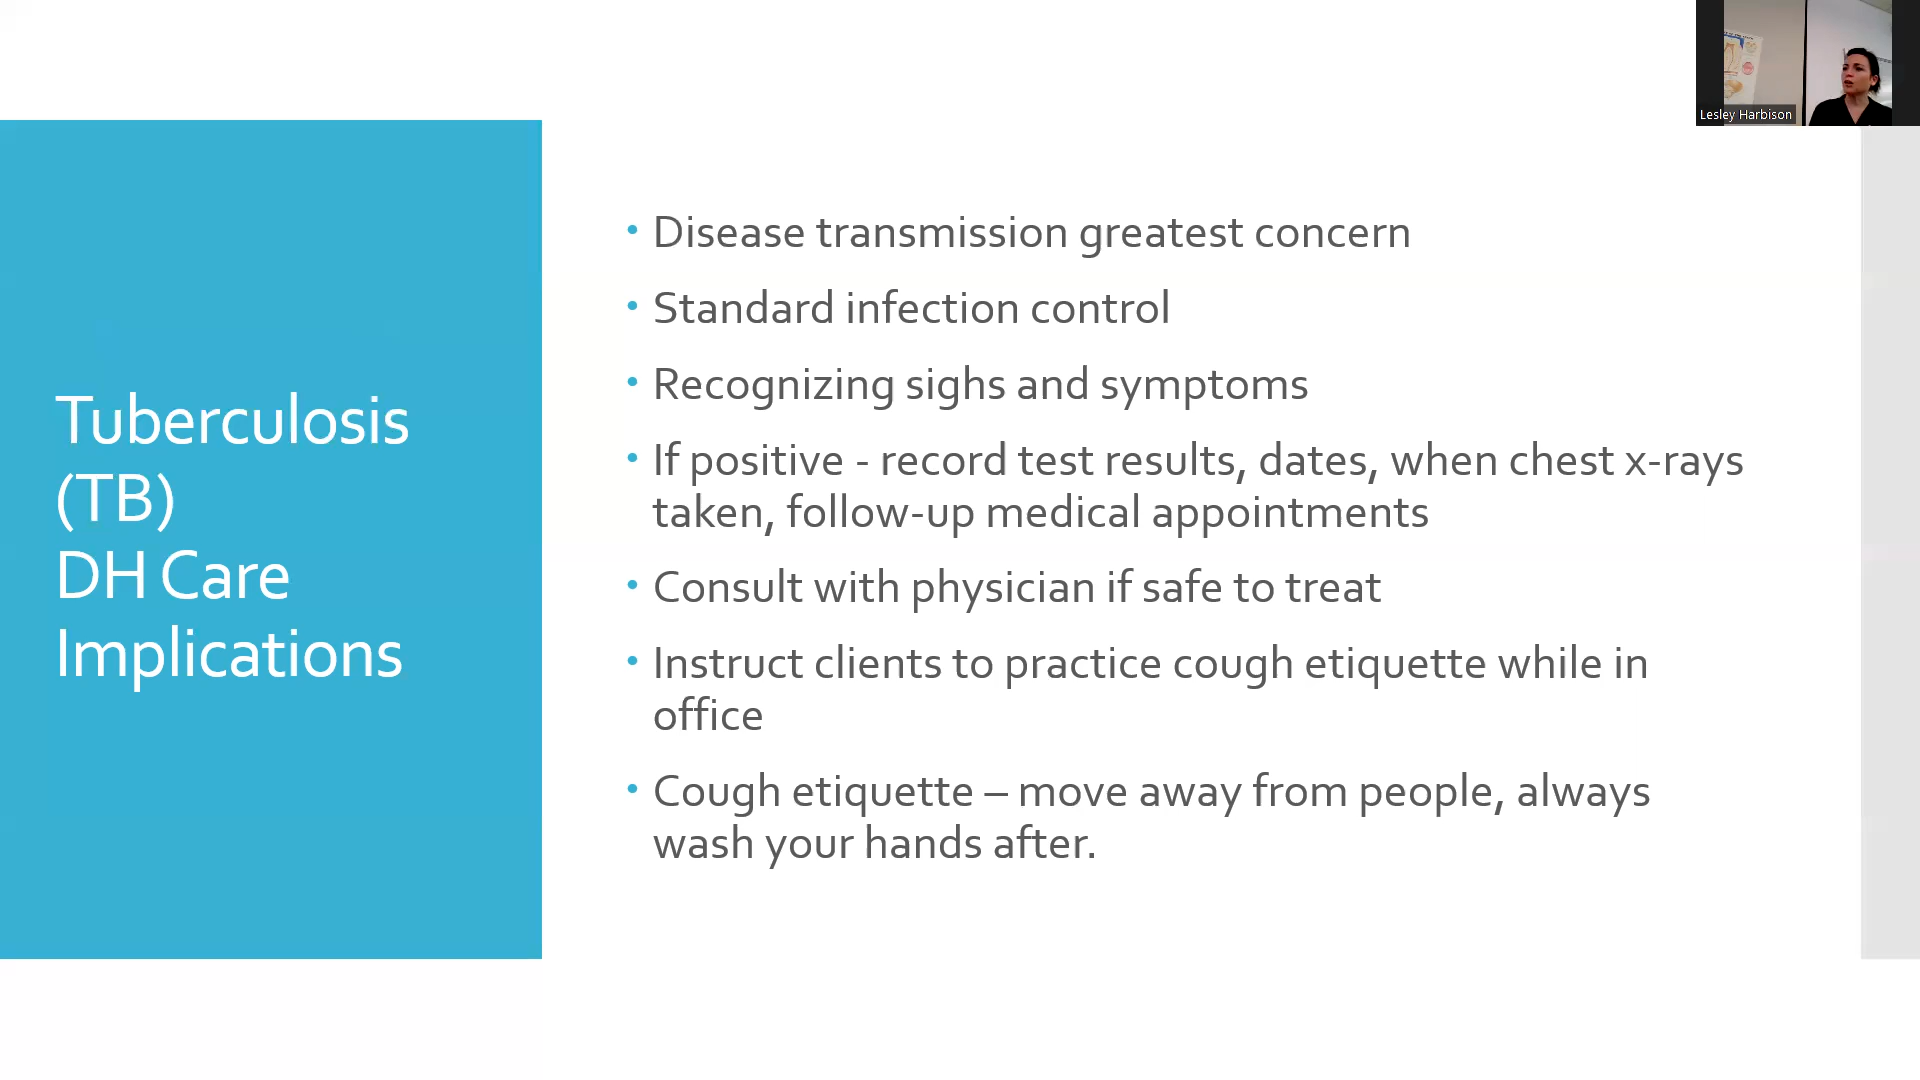 Lesley Harbison
Tuberculosis
(TB)
DH Care
Implications
• Disease transmission greatest concern
• Standard infection control
• Recognizing sighs and symptoms
• If positive - record test results, dates, when chest x-rays
taken, follow-up medical appointments
• Consult with physician if safe to treat
• Instruct clients to practice cough etiquette while in
office
• Cough etiquette – move away from people, always
wash your hands after.